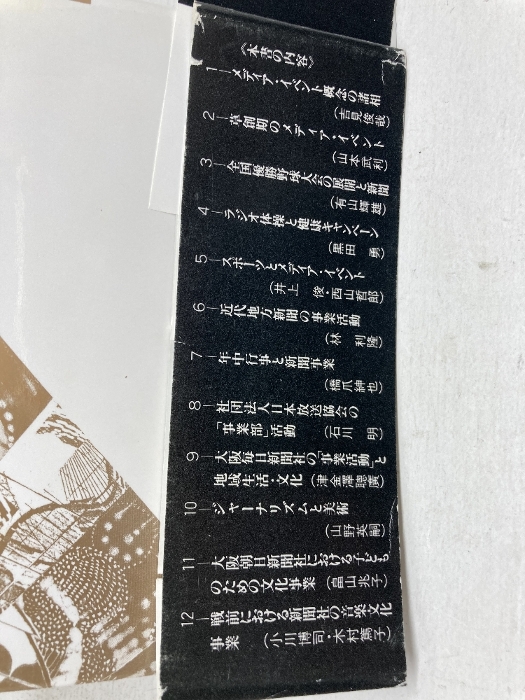 《本書の内容》
1―メディア・イベント概念の諸相
(吉見俊哉)
2―草創期のメディア・イベント
(山本武利)
3―全国優勝野球大会の展開と新聞
(有山輝雄)
4―ラジオ体操と健康キャンペーン
(黒田　勇)
5―スポーツとメディア・イベント
(井上　俊・西山哲郎)
6―近代地方新聞の事業活動
(林　利隆)
7―年中行事と新聞事業
(橋爪紳也)
8―社団法人日本放送協会の
「事業部」活動　(石川　明)
9―大阪毎日新聞社の「事業活動」と
地域生活・文化　(津金澤聰廣)
10―ジャーナリズムと美術
(山野英嗣)
11―大阪朝日新聞社における子ども
のための文化事業　(畠山兆子)
12―戦前における新聞社の音楽文化
事業　(小川博司・木村篤子)